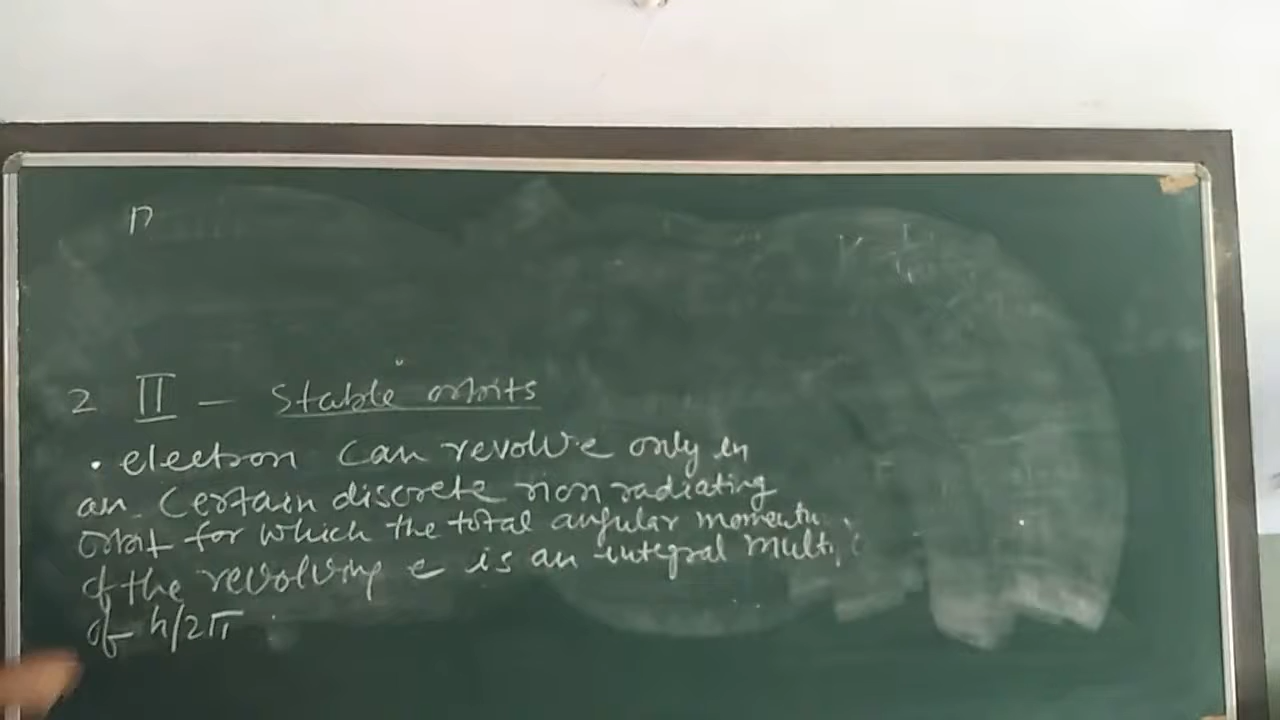 n
2 II - Stable orbits
• electron can revolve only in
an certain discrete non radiating
orbit for which the total angular momentu
of the revolving e is an integral multi
of h/2π